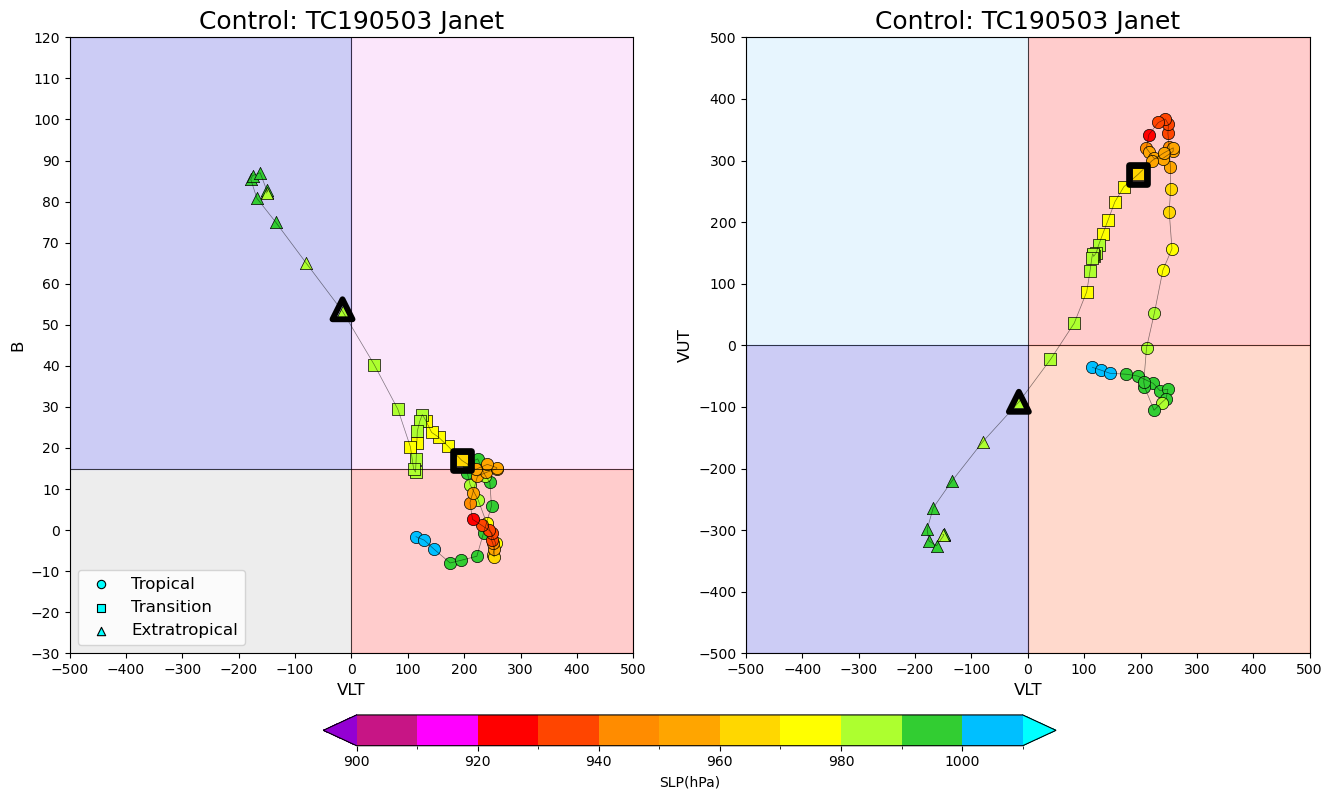 Control: TC190503 Janet
120
110
100
90
80
70
60
50
40
30
20
10
0
−10
−20
−30
B
−500 −400 −300 −200 −100 0 100 200 300 400 500
VLT
Tropical
Transition
Extratropical
Control: TC190503 Janet
500
400
300
200
100
0
−100
−200
−300
−400
−500
VUT
−500 −400 −300 −200 −100 0 100 200 300 400 500
VLT
900 920 940 960 980 1000
SLP(hPa)